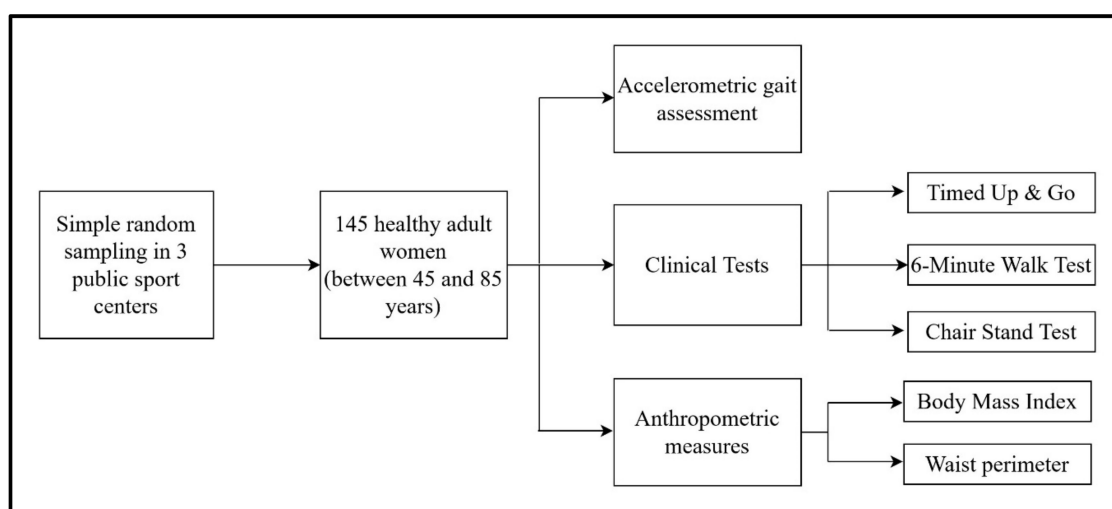 Simple random
sampling in 3
public sport
centers
145 healthy adult
women
(between 45 and 85
years)
Accelerometric gait
assessment
Clinical Tests
Anthropometric
measures
Timed Up & Go
6-Minute Walk Test
Chair Stand Test
Body Mass Index
Waist perimeter